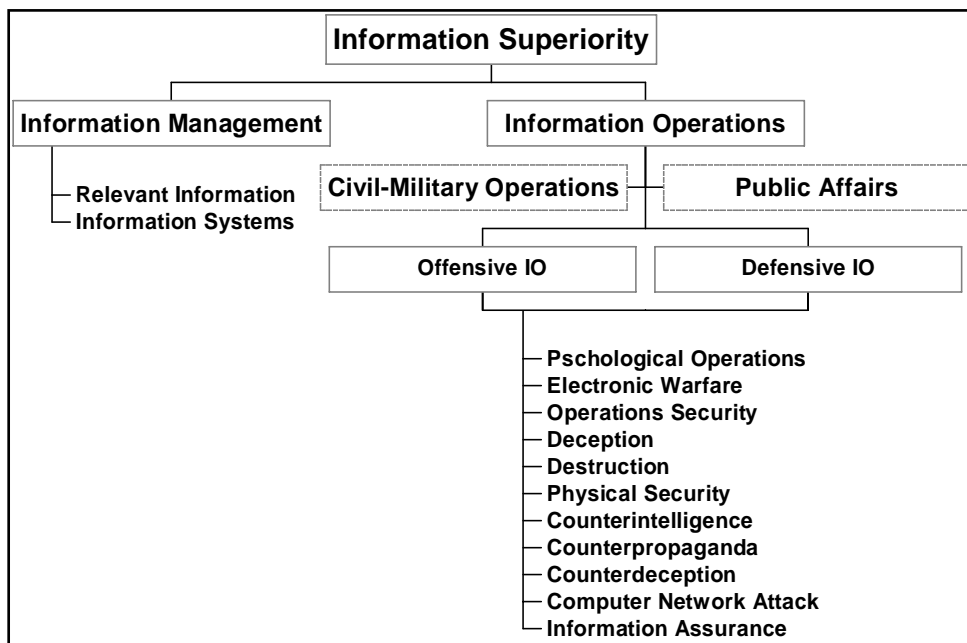 Information Superiority
Information Management
Information Operations
Relevant Information
Information Systems
Civil-Military Operations
Public Affairs
Offensive IO
Defensive IO
Pschological Operations
Electronic Warfare
Operations Security
Deception
Destruction
Physical Security
Counterintelligence
Counterpropaganda
Counterdeception
Computer Network Attack
Information Assurance